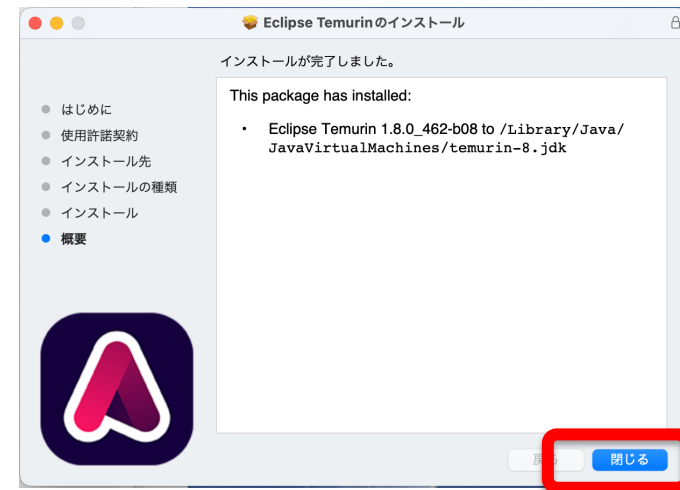 Eclipse Temurinのインストール
インストールが完了しました。
はじめに
使用許諾契約
インストール先
インストールの種類
インストール
概要
This package has installed:
• Eclipse Temurin 1.8.0_462-b08 to /Library/Java/
JavaVirtualMachines/temurin-8.jdk
閉じる